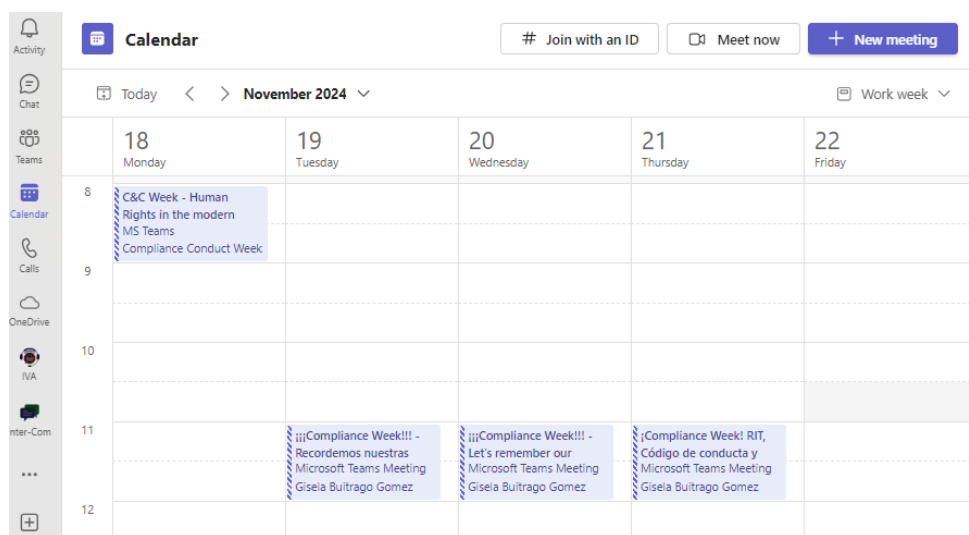 Activity
Chat
Teams
Calendar
Calls
OneDrive
IVA
nter-Com
Calendar
# Join with an ID
Meet now
+ New meeting
Today
November 2024
Work week
18
Monday
19
Tuesday
20
Wednesday
21
Thursday
22
Friday
8
9
10
11
12
C&C Week - Human
Rights in the modern
MS Teams
Compliance Conduct Week
¡¡¡Compliance Week!!! -
Recordemos nuestras
Microsoft Teams Meeting
Gisela Buitrago Gomez
¡¡¡Compliance Week!!! -
Let's remember our
Microsoft Teams Meeting
Gisela Buitrago Gomez
¡Compliance Week! RIT,
Código de conducta y
Microsoft Teams Meeting
Gisela Buitrago Gomez